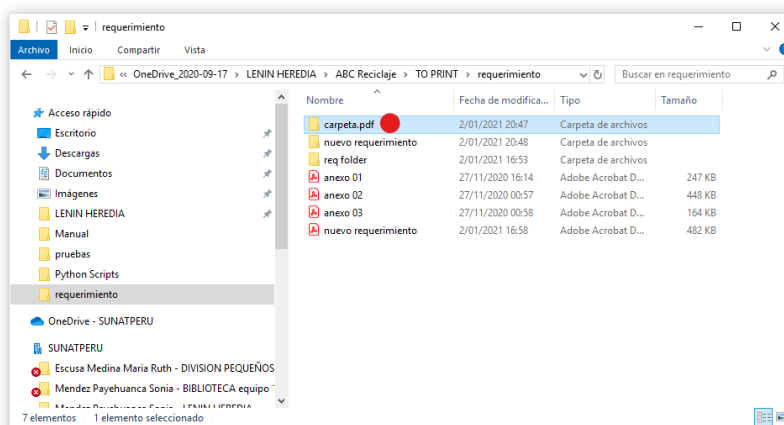 requerimiento
Archivo Inicio Compartir Vista
« OneDrive_2020-09-17 > LENIN HEREDIA > ABC Reciclaje > TO PRINT > requerimiento Buscar en requerimiento
Nombre Fecha de modifica... Tipo Tamaño
Acceso rápido
Escritorio
Descargas
Documentos
Imágenes
LENIN HEREDIA
Manual
pruebas
Python Scripts
requerimiento
OneDrive - SUNATPERU
SUNATPERU
Escusa Medina Maria Ruth - DIVISION PEQUEÑOS
Mendez Payehuanca Sonia - BIBLIOTECA equipo
Mendez Payehuanca Sonia - LENIN HEREDIA
carpeta.pdf 2/01/2021 20:47 Carpeta de archivos
nuevo requerimiento 2/01/2021 20:48 Carpeta de archivos
req folder 2/01/2021 16:53 Carpeta de archivos
anexo 01 27/11/2020 16:14 Adobe Acrobat D... 247 KB
anexo 02 27/11/2020 00:57 Adobe Acrobat D... 448 KB
anexo 03 27/11/2020 00:58 Adobe Acrobat D... 164 KB
nuevo requerimiento 2/01/2021 16:58 Adobe Acrobat D... 482 KB
7 elementos 1 elemento seleccionado